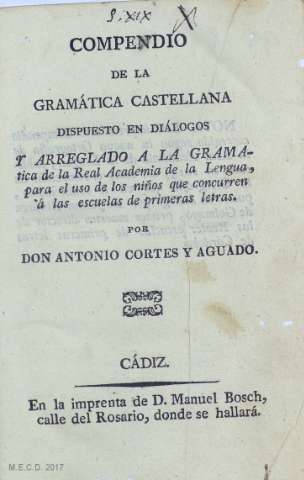 S. XIX
COMPENDIO
DE LA
GRAMÁTICA CASTELLANA
DISPUESTO EN DIÁLOGOS
Y ARREGLADO A LA GRAMÁ-
tica de la Real Academia de la Lengua,
para el uso de los niños que concurren
á las escuelas de primeras letras.
POR
DON ANTONIO CORTES Y AGUADO.
CÁDIZ.
En la imprenta de D. Manuel Bosch,
calle del Rosario, donde se hallará.
M.E.C.D. 2017